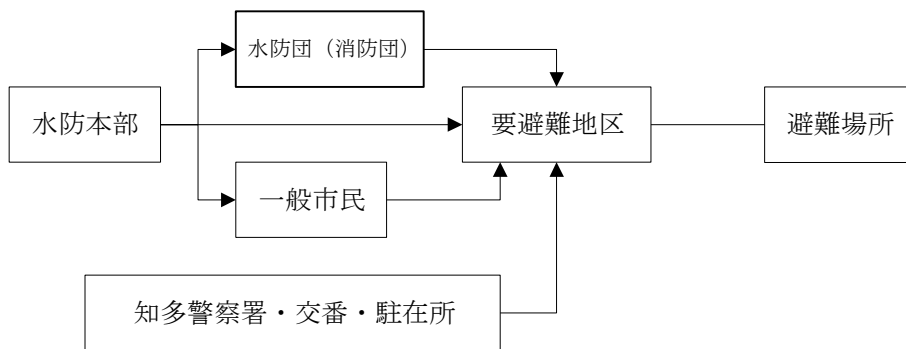 水防団（消防団）
水防本部
要避難地区
避難場所
一般市民
知多警察署・交番・駐在所